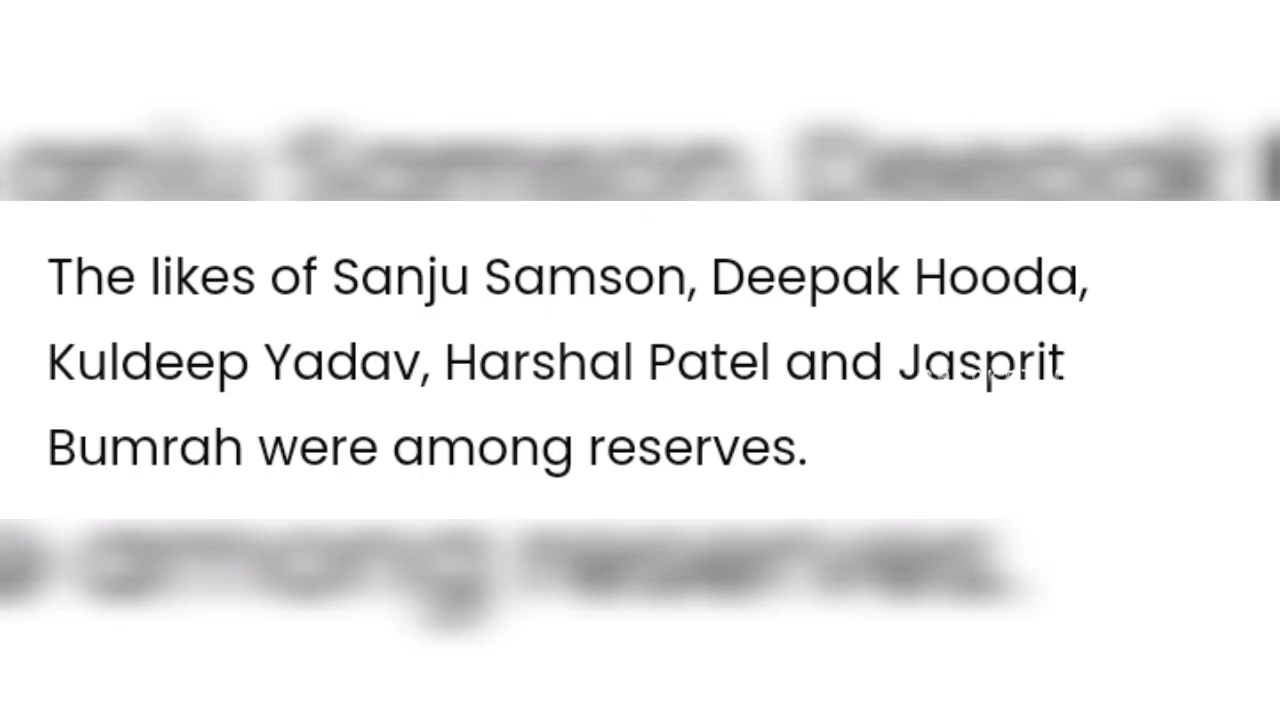 The likes of Sanju Samson, Deepak Hooda,
Kuldeep Yadav, Harshal Patel and Jasprit
Bumrah were among reserves.